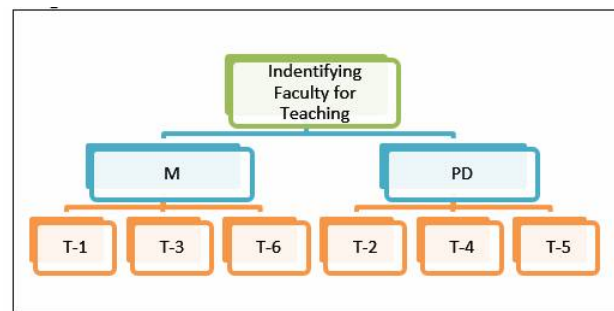 Indentifying
Faculty for
Teaching
M
PD
T-1
T-3
T-6
T-2
T-4
T-5